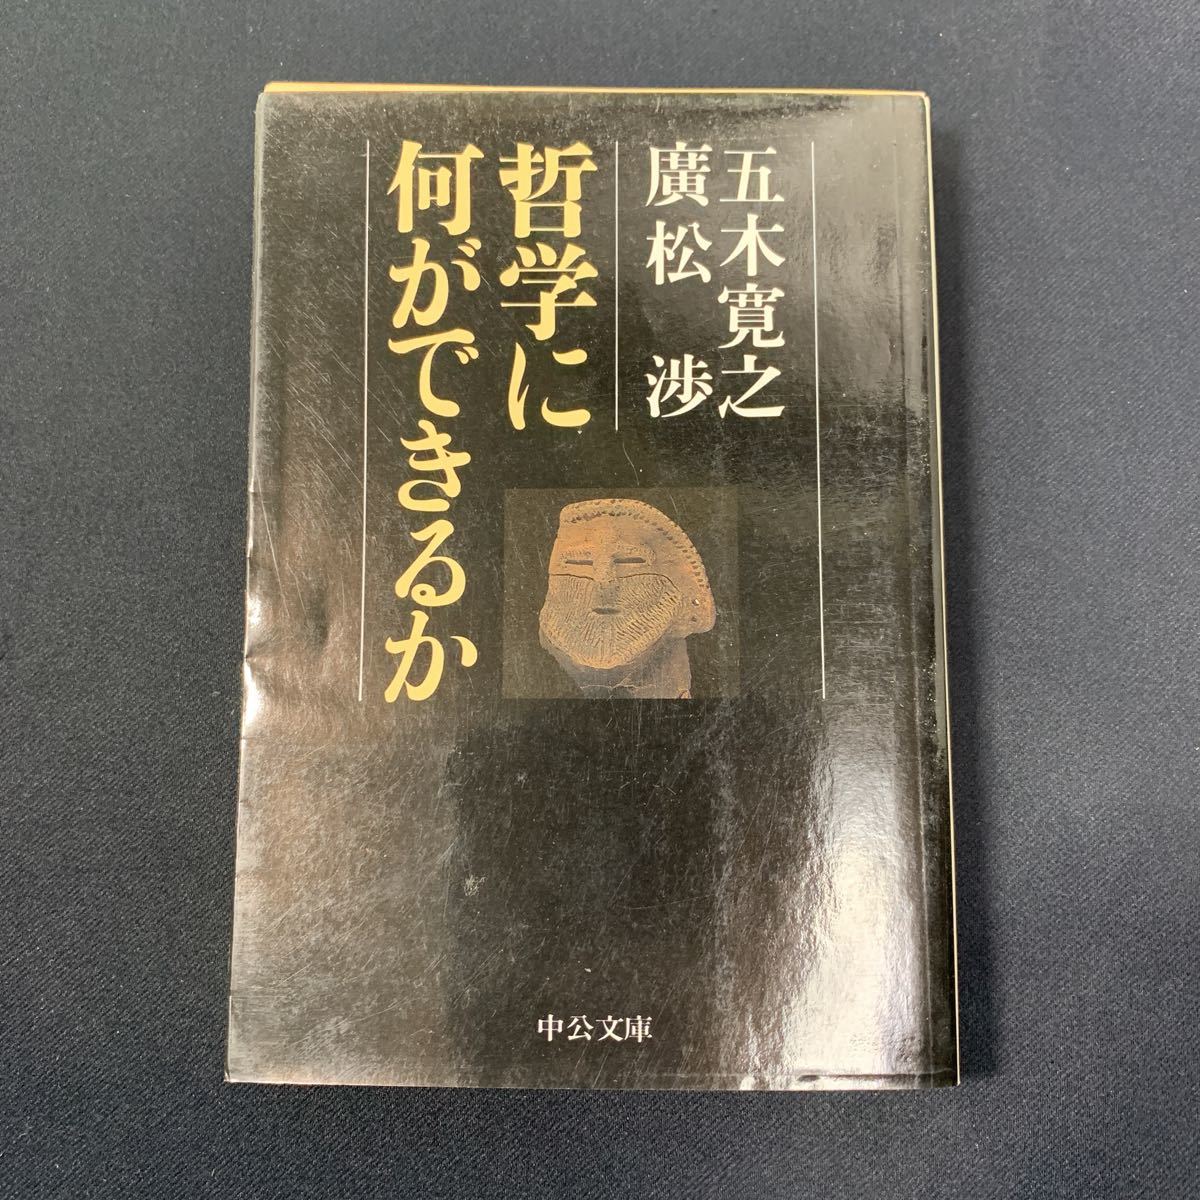 五木寛之
廣松 渉
哲学に
何ができるか
中公文庫